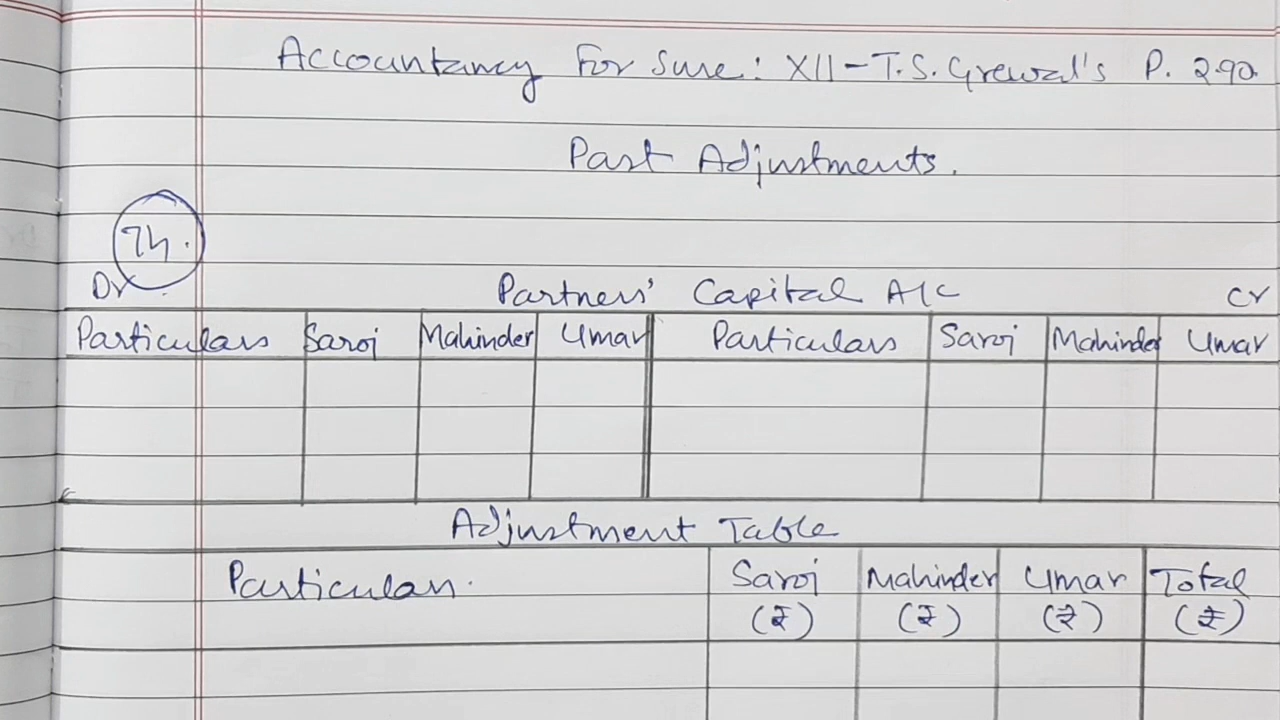 Accountancy For Sure: XII - T.S. Grewal's P. 2.90
Past Adjustments.
74.
Dr Partners' Capital A/C Cr
Particulars Saroj Mahinder Umar Particulars Saroj Mahinder Umar
Adjustment Table
Particulars. Saroj Mahinder Umar Total
(₹) (₹) (₹) (₹)